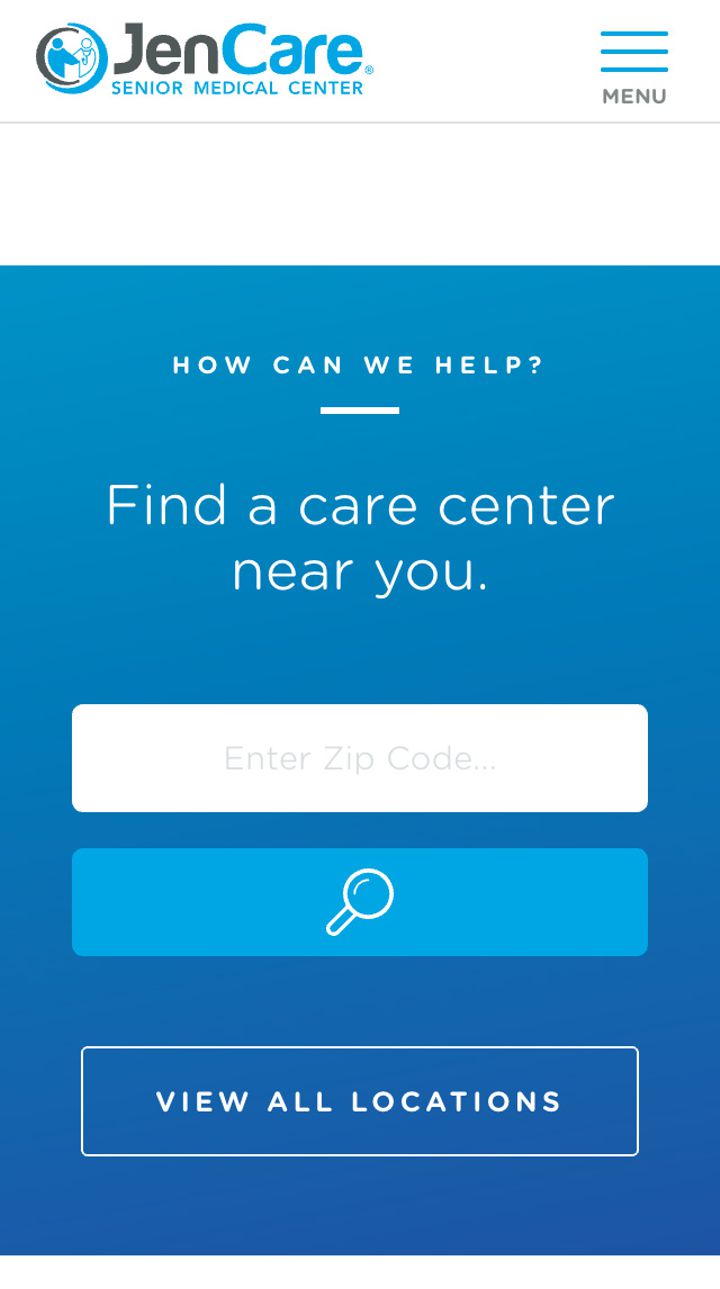 JenCare®
SENIOR MEDICAL CENTER
MENU
HOW CAN WE HELP?
Find a care center
near you.
Enter Zip Code...
VIEW ALL LOCATIONS